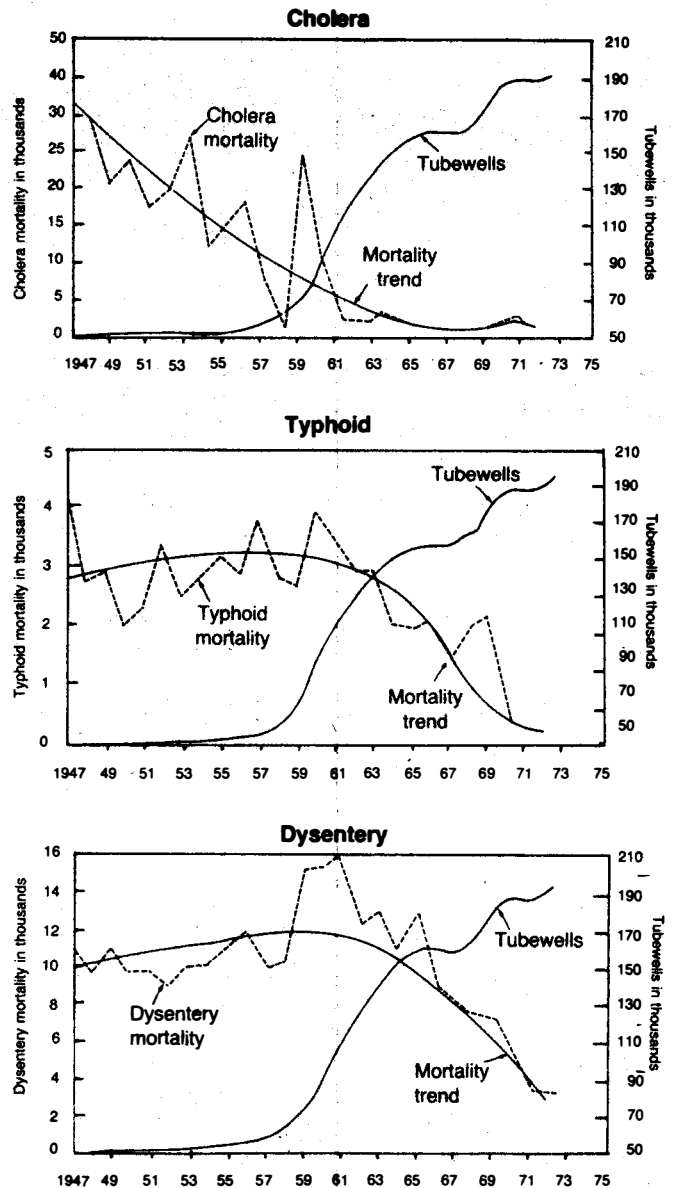 Cholera
50
40
30
25
20
15
10
5
0
Cholera mortality in thousands
210
190
170
150
130
110
90
70
50
Tubewells in thousands
Cholera
mortality
Tubewells
Mortality
trend
1947 49 51 53 55 57 59 61 63 65 67 69 71 73 75
Typhoid
5
4
3
2
1
0
Typhoid mortality in thousands
210
190
170
150
130
110
90
70
50
Tubewells in thousands
Tubewells
Typhoid
mortality
Mortality
trend
1947 49 51 53 55 57 59 61 63 65 67 69 71 73 75
Dysentery
16
14
12
10
8
6
4
2
0
Dysentery mortality in thousands
210
190
170
150
130
110
90
70
50
Tubewells in thousands
Tubewells
Dysentery
mortality
Mortality
trend
1947 49 51 53 55 57 59 61 63 65 67 69 71 73 75